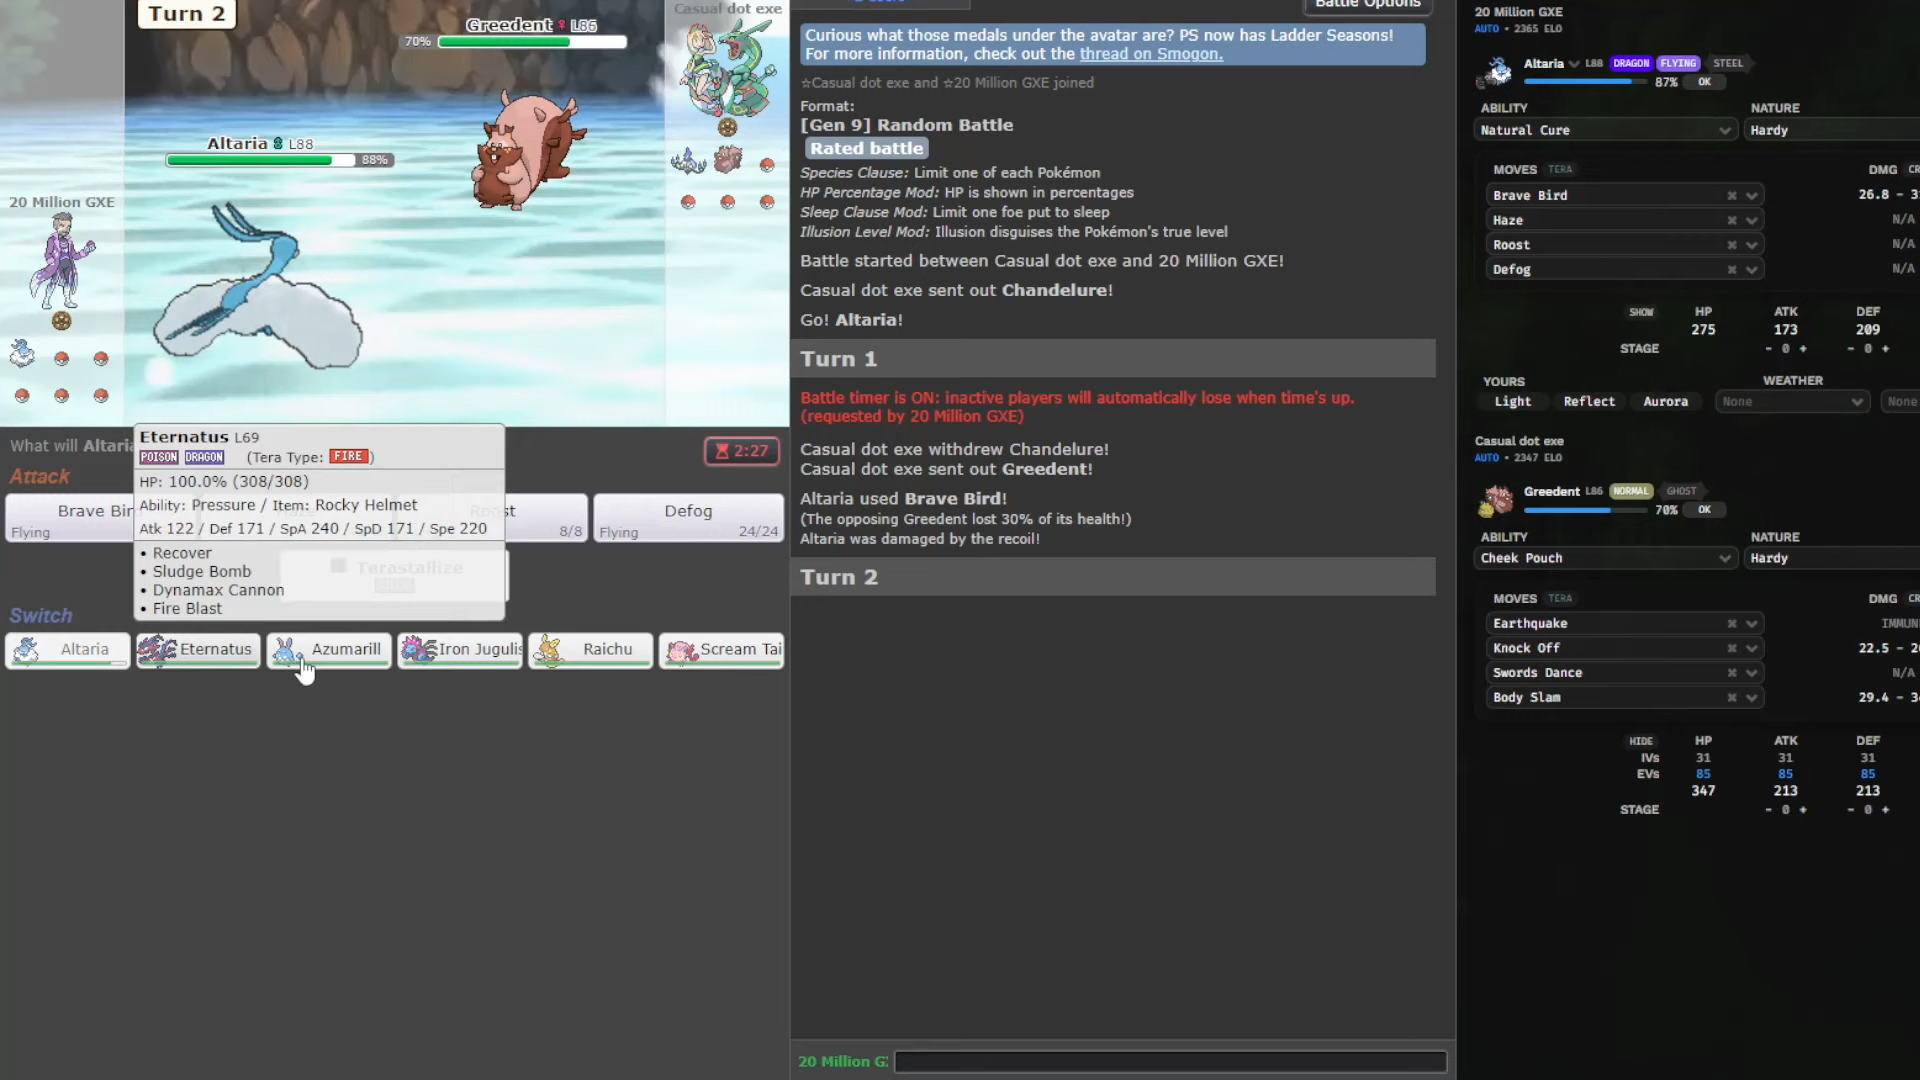 Turn 2
Greedent L86
70%
Casual dot exe
Altaria L88
88%
20 Million GXE
What will Altaria
Eternatus L69
POISON DRAGON (Tera Type: FIRE )
HP: 100.0% (308/308)
Ability: Pressure / Item: Rocky Helmet
Atk 122 / Def 171 / SpA 240 / SpD 171 / Spe 220
• Recover
• Sludge Bomb
• Dynamax Cannon
• Fire Blast
2:27
Attack
Brave Bir
Flying
st
8/8
Defog
Flying 24/24
Terastallize
Switch
Altaria
Eternatus
Azumarill
Iron Jugulis
Raichu
Scream Tai
Battle Options
Curious what those medals under the avatar are? PS now has Ladder Seasons!
For more information, check out the thread on Smogon.
☆Casual dot exe and ☆20 Million GXE joined
Format:
[Gen 9] Random Battle
Rated battle
Species Clause: Limit one of each Pokémon
HP Percentage Mod: HP is shown in percentages
Sleep Clause Mod: Limit one foe put to sleep
Illusion Level Mod: Illusion disguises the Pokémon's true level
Battle started between Casual dot exe and 20 Million GXE!
Casual dot exe sent out Chandelure!
Go! Altaria!
Turn 1
Battle timer is ON: inactive players will automatically lose when time's up.
(requested by 20 Million GXE)
Casual dot exe withdrew Chandelure!
Casual dot exe sent out Greedent!
Altaria used Brave Bird!
(The opposing Greedent lost 30% of its health!)
Altaria was damaged by the recoil!
Turn 2
20 Million G
20 Million GXE
AUTO • 2365 ELO
Altaria L88 DRAGON FLYING STEEL
87% OK
ABILITY NATURE
Natural Cure Hardy
MOVES TERA DMG CR
Brave Bird 26.8 - 3
Haze N/A
Roost N/A
Defog N/A
SHOW HP ATK DEF
275 173 209
STAGE - 0 + - 0 +
YOURS WEATHER
Light Reflect Aurora None None
Casual dot exe
AUTO • 2347 ELO
Greedent L86 NORMAL GHOST
70% OK
ABILITY NATURE
Cheek Pouch Hardy
MOVES TERA DMG CR
Earthquake IMMUN
Knock Off 22.5 - 2
Swords Dance N/A
Body Slam 29.4 - 3
HIDE HP ATK DEF
IVs 31 31 31
EVs 85 85 85
347 213 213
STAGE - 0 + - 0 +